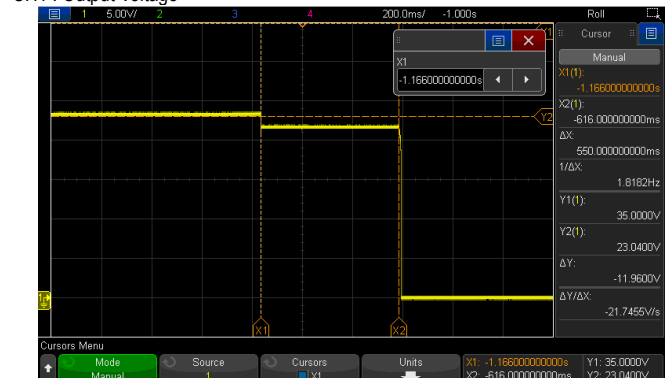 1 5.00V/ 2 3 4 200.0ms/ -1.000s Roll
Cursor
Manual
X1(1):
-1.166000000000s
X2(1):
-616.000000000ms
ΔX:
550.000000000ms
1/ΔX:
1.8182Hz
Y1(1):
35.0000V
Y2(1):
23.0400V
ΔY:
-11.9600V
ΔY/ΔX:
-21.7455V/s
X1
-1.166000000000s
Y1
Y2
X1
X2
Cursors Menu
Mode
Manual
Source
1
Cursors
X1
Units
X1: -1.166000000000s
X2: -616.000000000ms
Y1: 35.0000V
Y2: 23.0400V